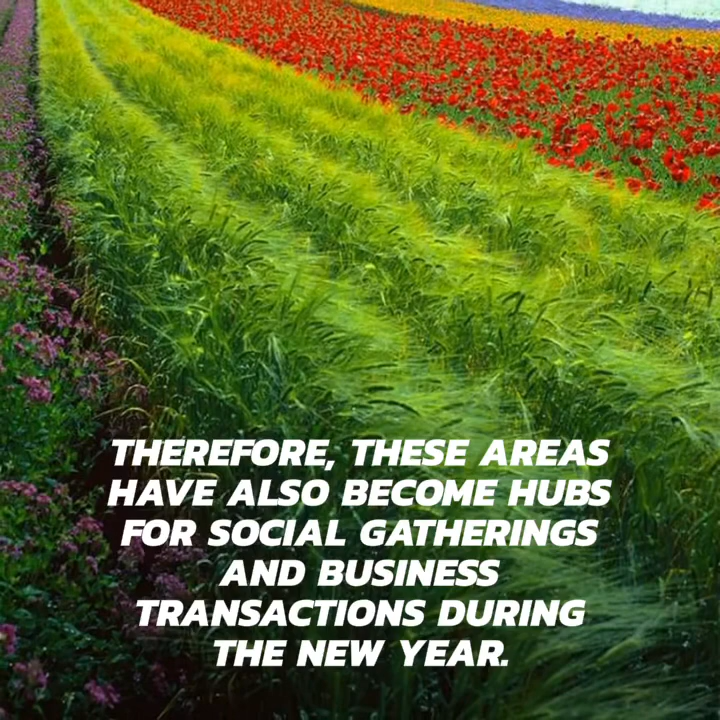 THEREFORE, THESE AREAS
HAVE ALSO BECOME HUBS
FOR SOCIAL GATHERINGS
AND BUSINESS
TRANSACTIONS DURING
THE NEW YEAR.